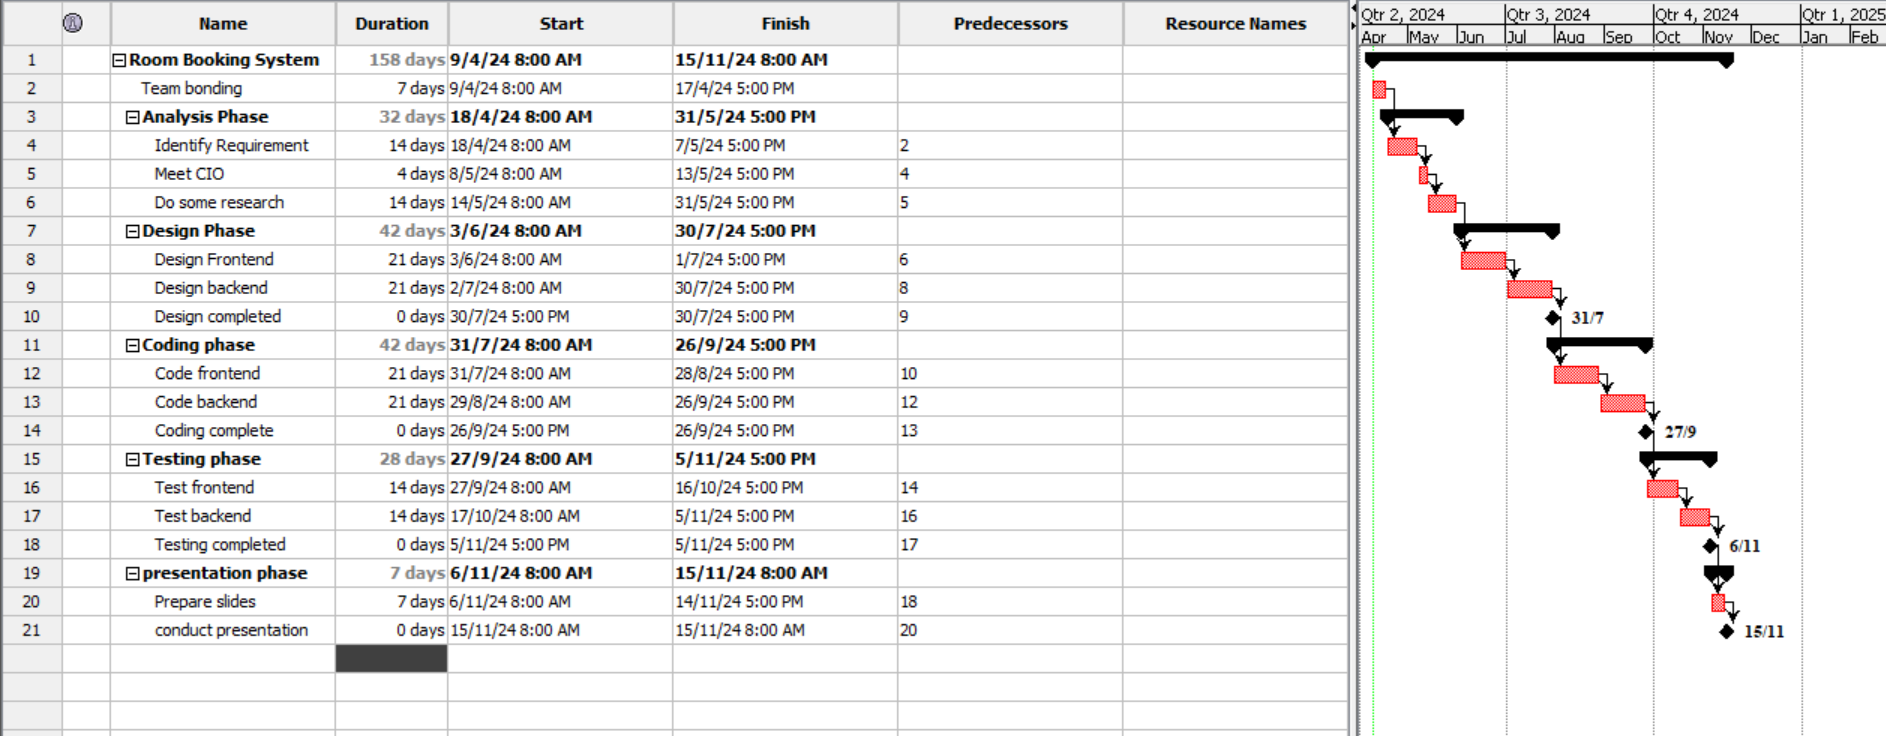 Name Duration Start Finish Predecessors Resource Names
Qtr 2, 2024 Qtr 3, 2024 Qtr 4, 2024 Qtr 1, 2025
Apr May Jun Jul Aug Sep Oct Nov Dec Jan Feb
1 Room Booking System 158 days 9/4/24 8:00 AM 15/11/24 8:00 AM
2 Team bonding 7 days 9/4/24 8:00 AM 17/4/24 5:00 PM
3 Analysis Phase 32 days 18/4/24 8:00 AM 31/5/24 5:00 PM
4 Identify Requirement 14 days 18/4/24 8:00 AM 7/5/24 5:00 PM 2
5 Meet CIO 4 days 8/5/24 8:00 AM 13/5/24 5:00 PM 4
6 Do some research 14 days 14/5/24 8:00 AM 31/5/24 5:00 PM 5
7 Design Phase 42 days 3/6/24 8:00 AM 30/7/24 5:00 PM
8 Design Frontend 21 days 3/6/24 8:00 AM 1/7/24 5:00 PM 6
9 Design backend 21 days 2/7/24 8:00 AM 30/7/24 5:00 PM 8
10 Design completed 0 days 30/7/24 5:00 PM 30/7/24 5:00 PM 9 31/7
11 Coding phase 42 days 31/7/24 8:00 AM 26/9/24 5:00 PM
12 Code frontend 21 days 31/7/24 8:00 AM 28/8/24 5:00 PM 10
13 Code backend 21 days 29/8/24 8:00 AM 26/9/24 5:00 PM 12
14 Coding complete 0 days 26/9/24 5:00 PM 26/9/24 5:00 PM 13 27/9
15 Testing phase 28 days 27/9/24 8:00 AM 5/11/24 5:00 PM
16 Test frontend 14 days 27/9/24 8:00 AM 16/10/24 5:00 PM 14
17 Test backend 14 days 17/10/24 8:00 AM 5/11/24 5:00 PM 16
18 Testing completed 0 days 5/11/24 5:00 PM 5/11/24 5:00 PM 17 6/11
19 presentation phase 7 days 6/11/24 8:00 AM 15/11/24 8:00 AM
20 Prepare slides 7 days 6/11/24 8:00 AM 14/11/24 5:00 PM 18
21 conduct presentation 0 days 15/11/24 8:00 AM 15/11/24 8:00 AM 20 15/11